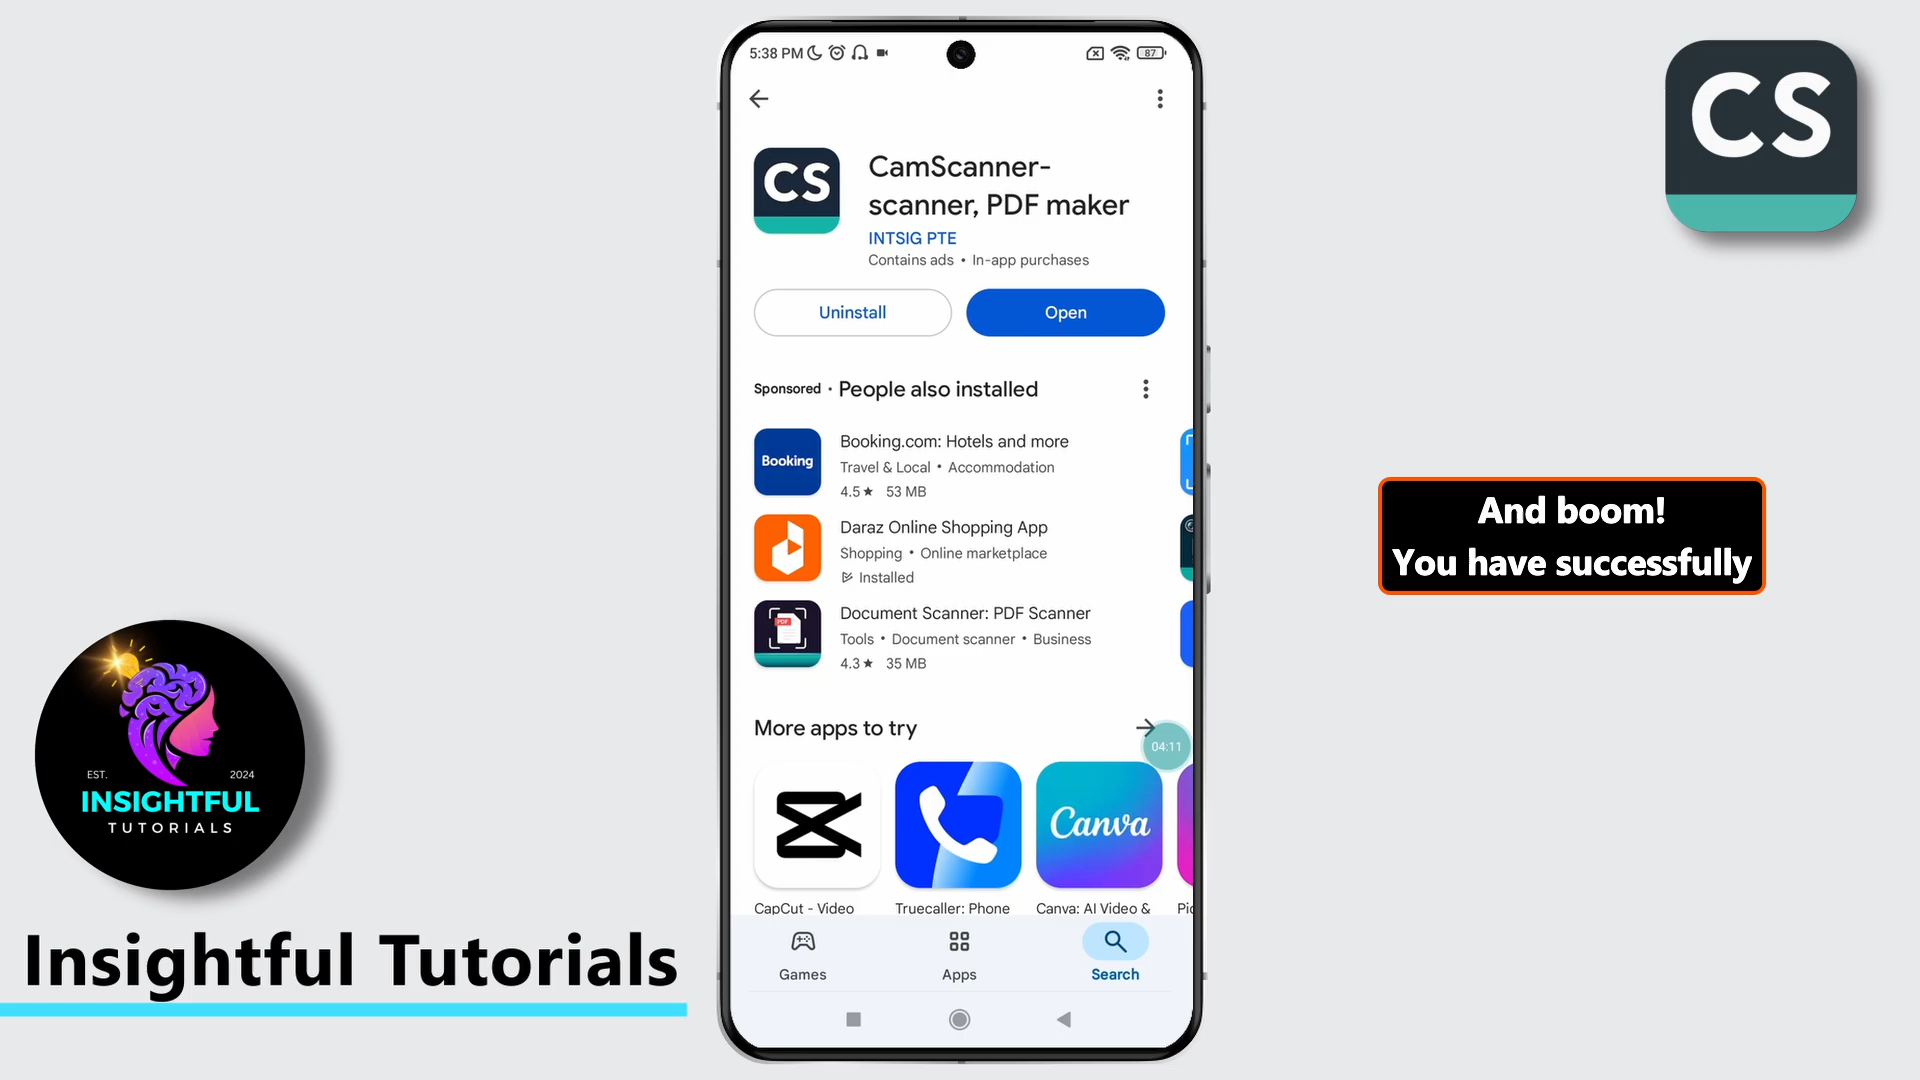 5:38 PM
87
CS
CamScanner-
scanner, PDF maker
INTSIG PTE
Contains ads • In-app purchases
Uninstall
Open
Sponsored · People also installed
Booking
Booking.com: Hotels and more
Travel & Local • Accommodation
4.5★ 53 MB
Daraz Online Shopping App
Shopping • Online marketplace
Installed
PDF
Document Scanner: PDF Scanner
Tools • Document scanner • Business
4.3★ 35 MB
More apps to try
04:11
Canva
CapCut - Video
Truecaller: Phone
Canva: AI Video &
Games
Apps
Search
CS
And boom!
You have successfully
EST.
2024
INSIGHTFUL
TUTORIALS
Insightful Tutorials